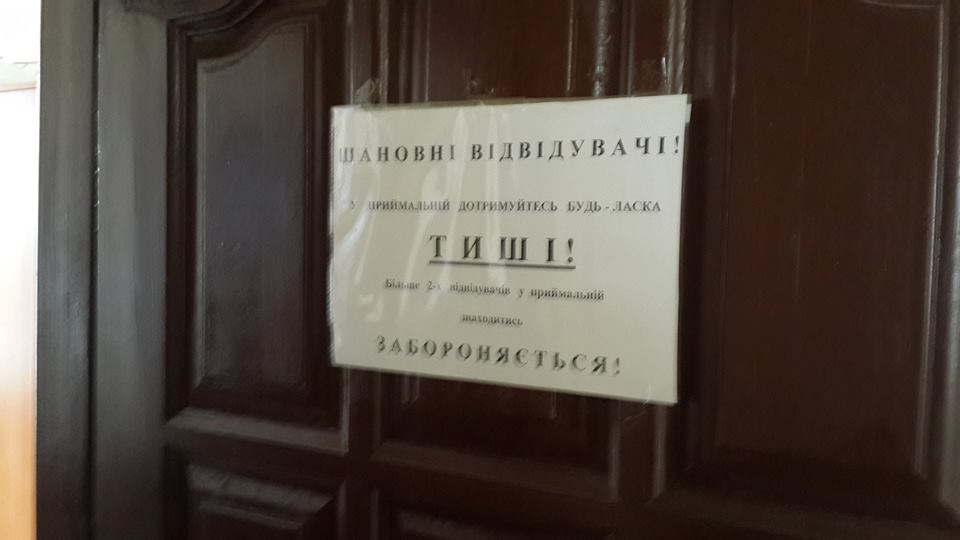 ШАНОВНІ ВІДВІДУВАЧІ!
У ПРИЙМАЛЬНІЙ ДОТРИМУЙТЕСЬ БУДЬ - ЛАСКА
ТИШІ!
Більше 2-х відвідувачів у приймальній
знаходитись
ЗАБОРОНЯЄТЬСЯ!